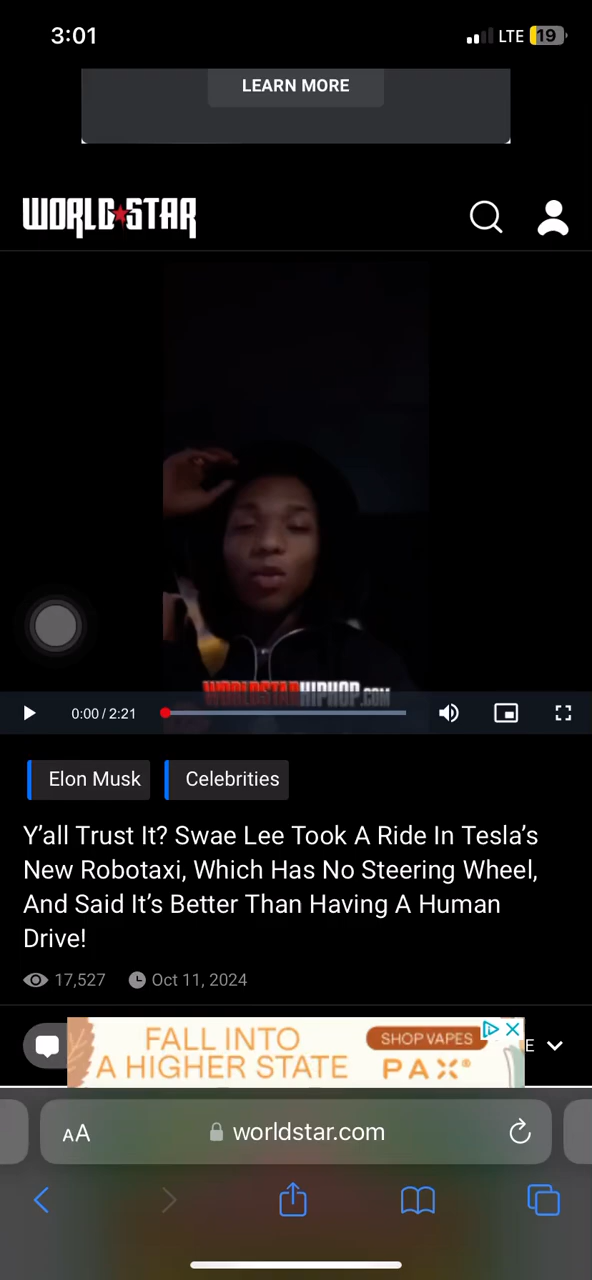 3:01
LTE 19
LEARN MORE
WORLD STAR
WORLDSTARHIPHOP.COM
0:00 / 2:21
Elon Musk
Celebrities
Y’all Trust It? Swae Lee Took A Ride In Tesla’s
New Robotaxi, Which Has No Steering Wheel,
And Said It’s Better Than Having A Human
Drive!
17,527
Oct 11, 2024
FALL INTO
A HIGHER STATE
SHOP VAPES
PAX®
E
AA
worldstar.com